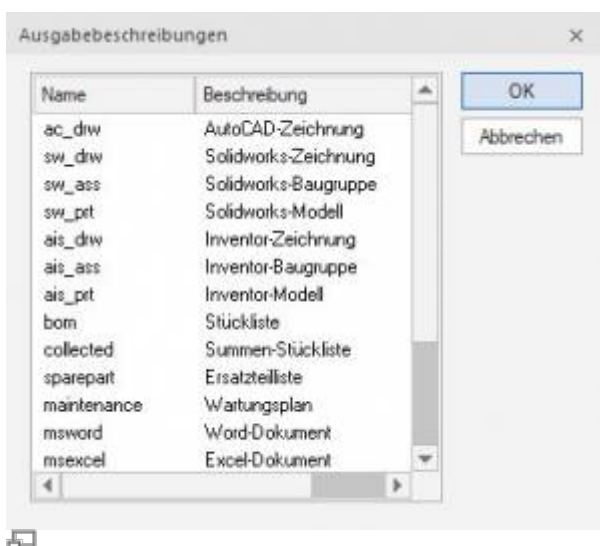 Ausgabebeschreibungen
Name Beschreibung
ac_drw AutoCAD-Zeichnung
sw_drw Solidworks-Zeichnung
sw_ass Solidworks-Baugruppe
sw_prt Solidworks-Modell
ais_drw Inventor-Zeichnung
ais_ass Inventor-Baugruppe
ais_prt Inventor-Modell
bom Stückliste
collected Summen-Stückliste
sparepart Ersatzteilliste
maintenance Wartungsplan
msword Word-Dokument
msexcel Excel-Dokument
OK
Abbrechen